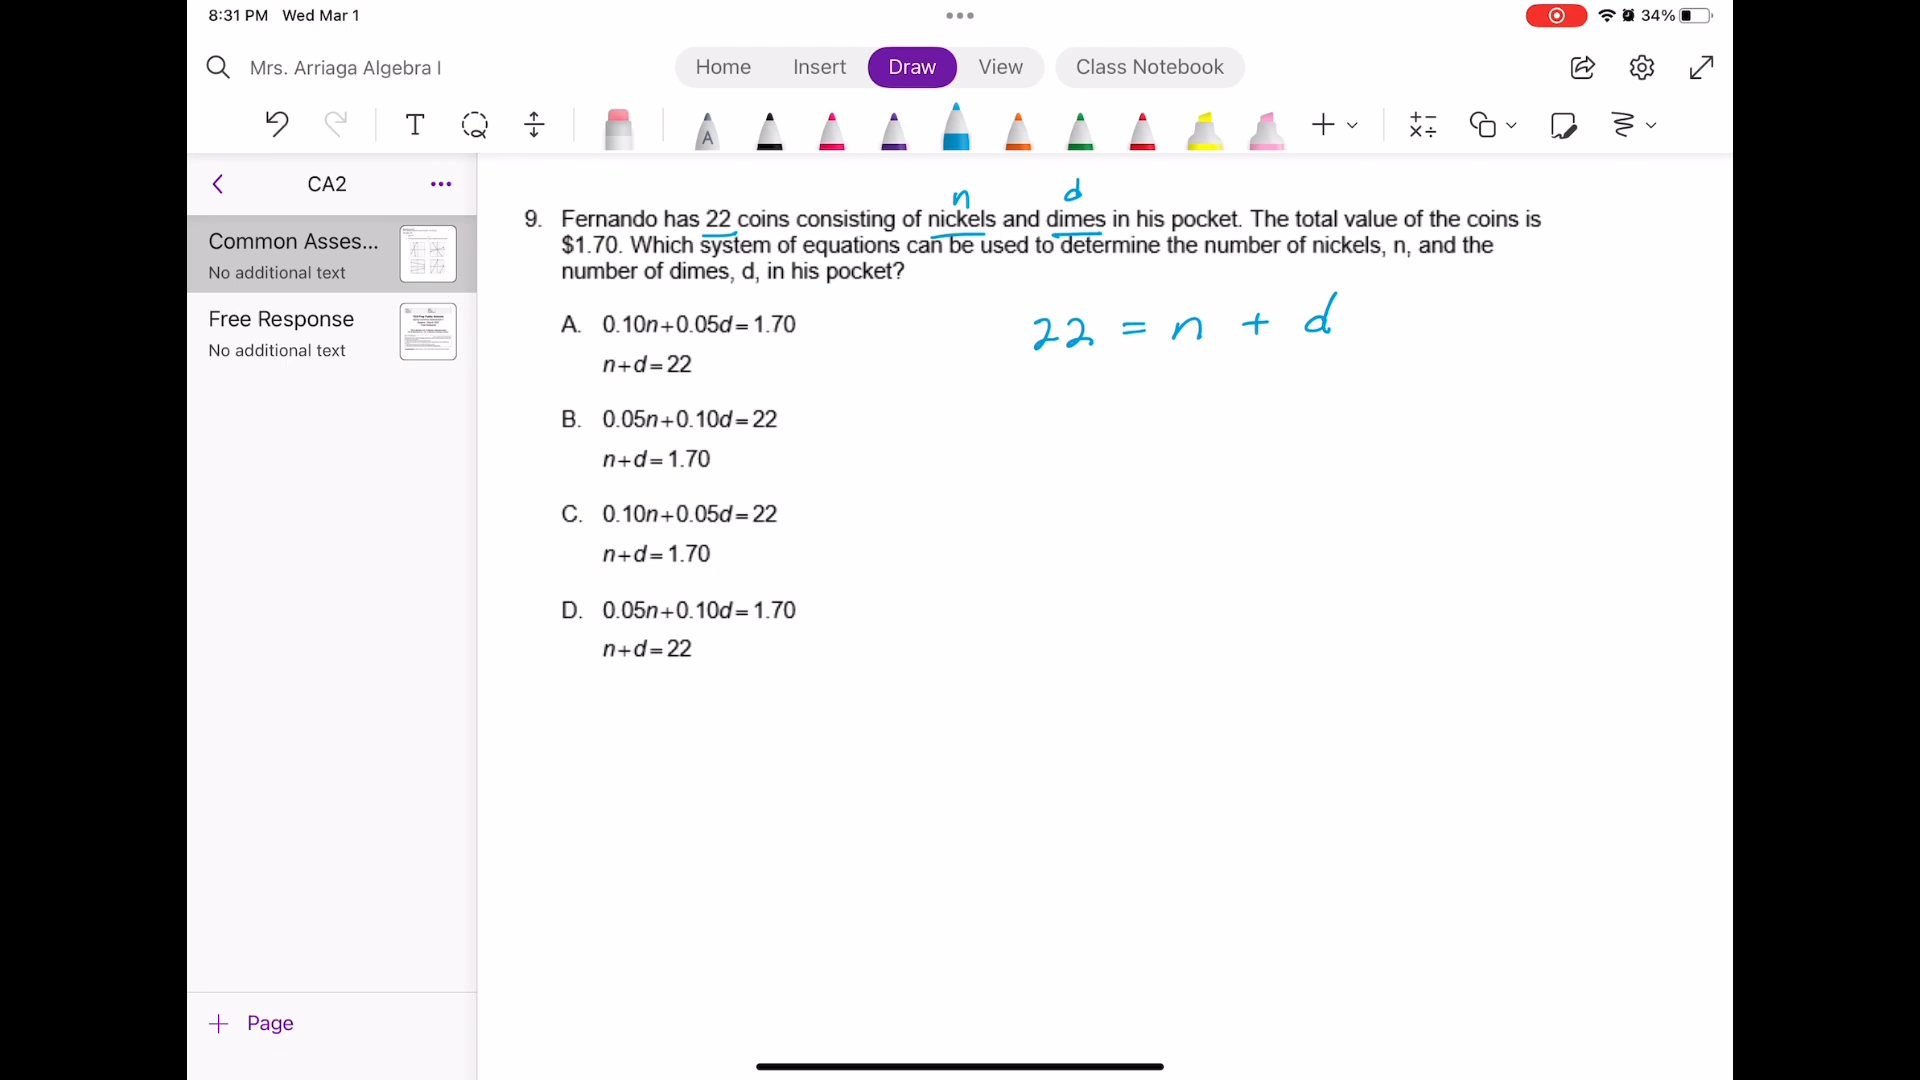 8:31 PM Wed Mar 1
34%
Mrs. Arriaga Algebra I
Home Insert Draw View Class Notebook
T
A
CA2
Common Asses...
No additional text
Free Response
No additional text
Page
n d
9. Fernando has 22 coins consisting of nickels and dimes in his pocket. The total value of the coins is
$1.70. Which system of equations can be used to determine the number of nickels, n, and the
number of dimes, d, in his pocket?
22 = n + d
A. 0.10n+0.05d=1.70
n+d=22
B. 0.05n+0.10d=22
n+d=1.70
C. 0.10n+0.05d=22
n+d=1.70
D. 0.05n+0.10d=1.70
n+d=22